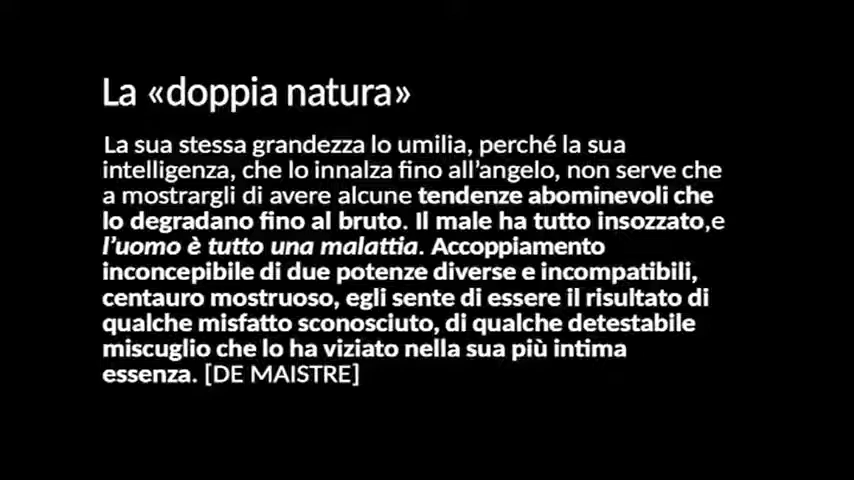 La «doppia natura»
La sua stessa grandezza lo umilia, perché la sua
intelligenza, che lo innalza fino all'angelo, non serve che
a mostrargli di avere alcune tendenze abominevoli che
lo degradano fino al bruto. Il male ha tutto insozzato,e
l'uomo è tutto una malattia. Accoppiamento
inconcepibile di due potenze diverse e incompatibili,
centauro mostruoso, egli sente di essere il risultato di
qualche misfatto sconosciuto, di qualche detestabile
miscuglio che lo ha viziato nella sua più intima
essenza. [DE MAISTRE]